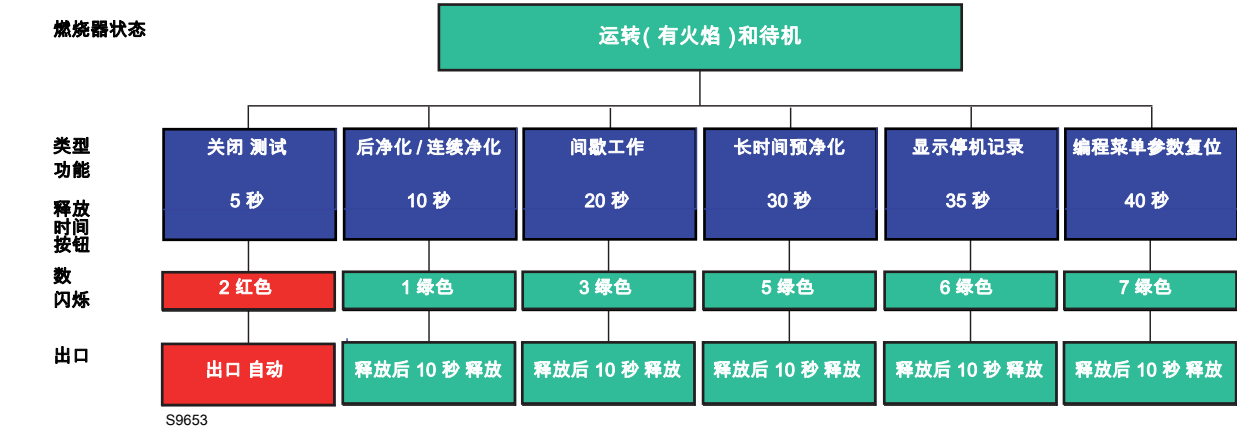 燃烧器状态
运转( 有火焰 )和待机
类型
功能
关闭 测试
后净化 / 连续净化
间歇工作
长时间预净化
显示停机记录
编程菜单参数复位
释放
时间
按钮
5 秒
10 秒
20 秒
30 秒
35 秒
40 秒
数
闪烁
2 红色
1 绿色
3 绿色
5 绿色
6 绿色
7 绿色
出口
出口 自动
释放后 10 秒 释放
释放后 10 秒 释放
释放后 10 秒 释放
释放后 10 秒 释放
释放后 10 秒 释放
S9653